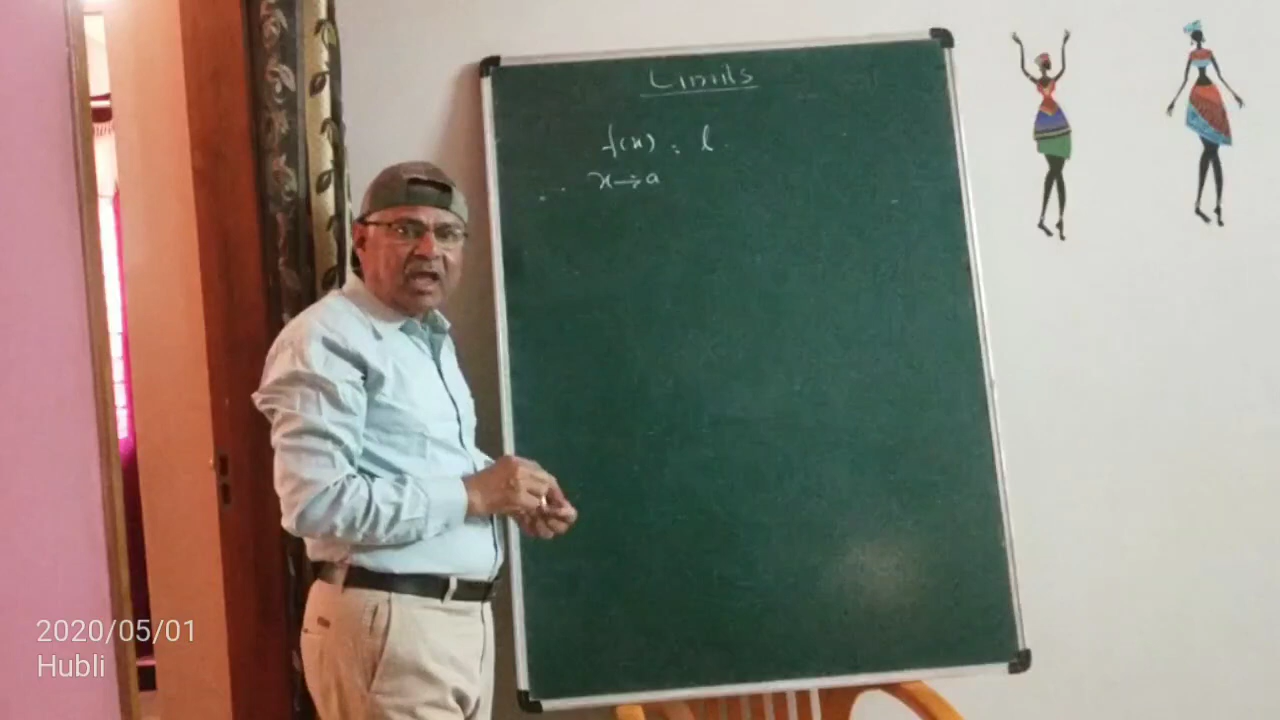 Limits
f(x) = l
x→a
2020/05/01
Hubli